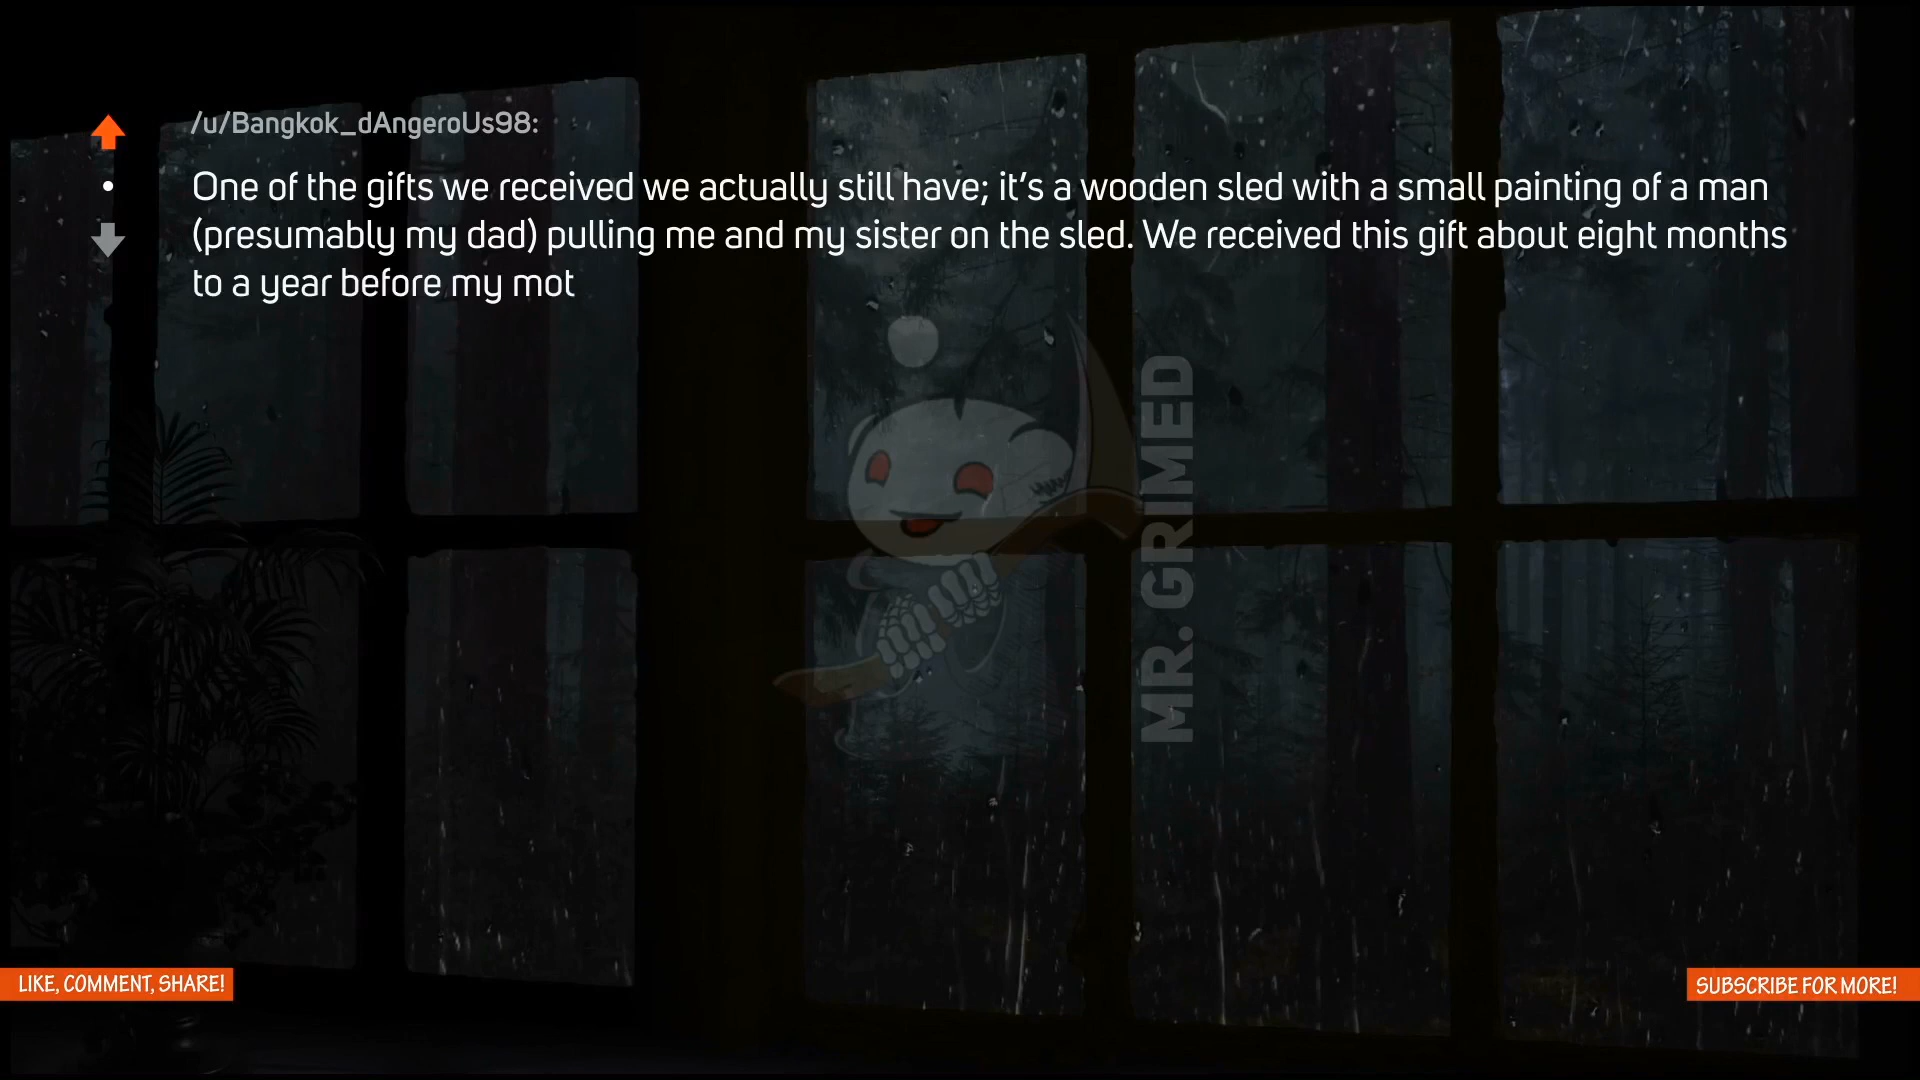 /u/Bangkok_dAngeroUs98:
One of the gifts we received we actually still have; it’s a wooden sled with a small painting of a man
(presumably my dad) pulling me and my sister on the sled. We received this gift about eight months
to a year before my mot
MR. GRIMED
LIKE, COMMENT, SHARE!
SUBSCRIBE FOR MORE!